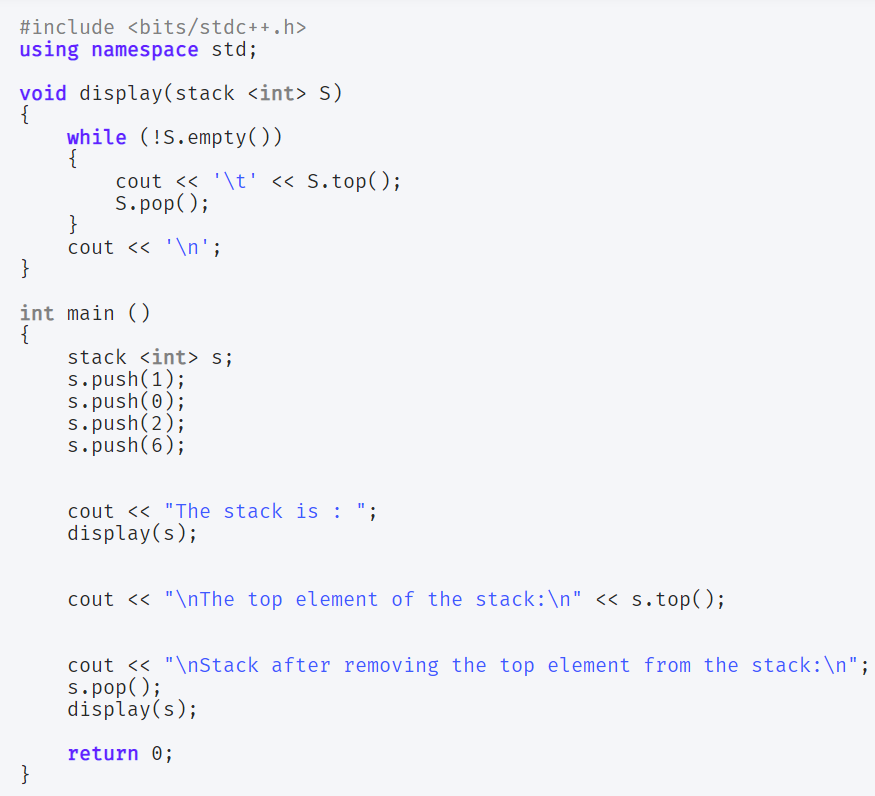 #include <bits/stdc++.h>
using namespace std;

void display(stack <int> S)
{
    while (!S.empty())
    {
        cout << '\t' << S.top();
        S.pop();
    }
    cout << '\n';
}

int main ()
{
    stack <int> s;
    s.push(1);
    s.push(0);
    s.push(2);
    s.push(6);


    cout << "The stack is : ";
    display(s);


    cout << "\nThe top element of the stack:\n" << s.top();


    cout << "\nStack after removing the top element from the stack:\n";
    s.pop();
    display(s);

    return 0;
}